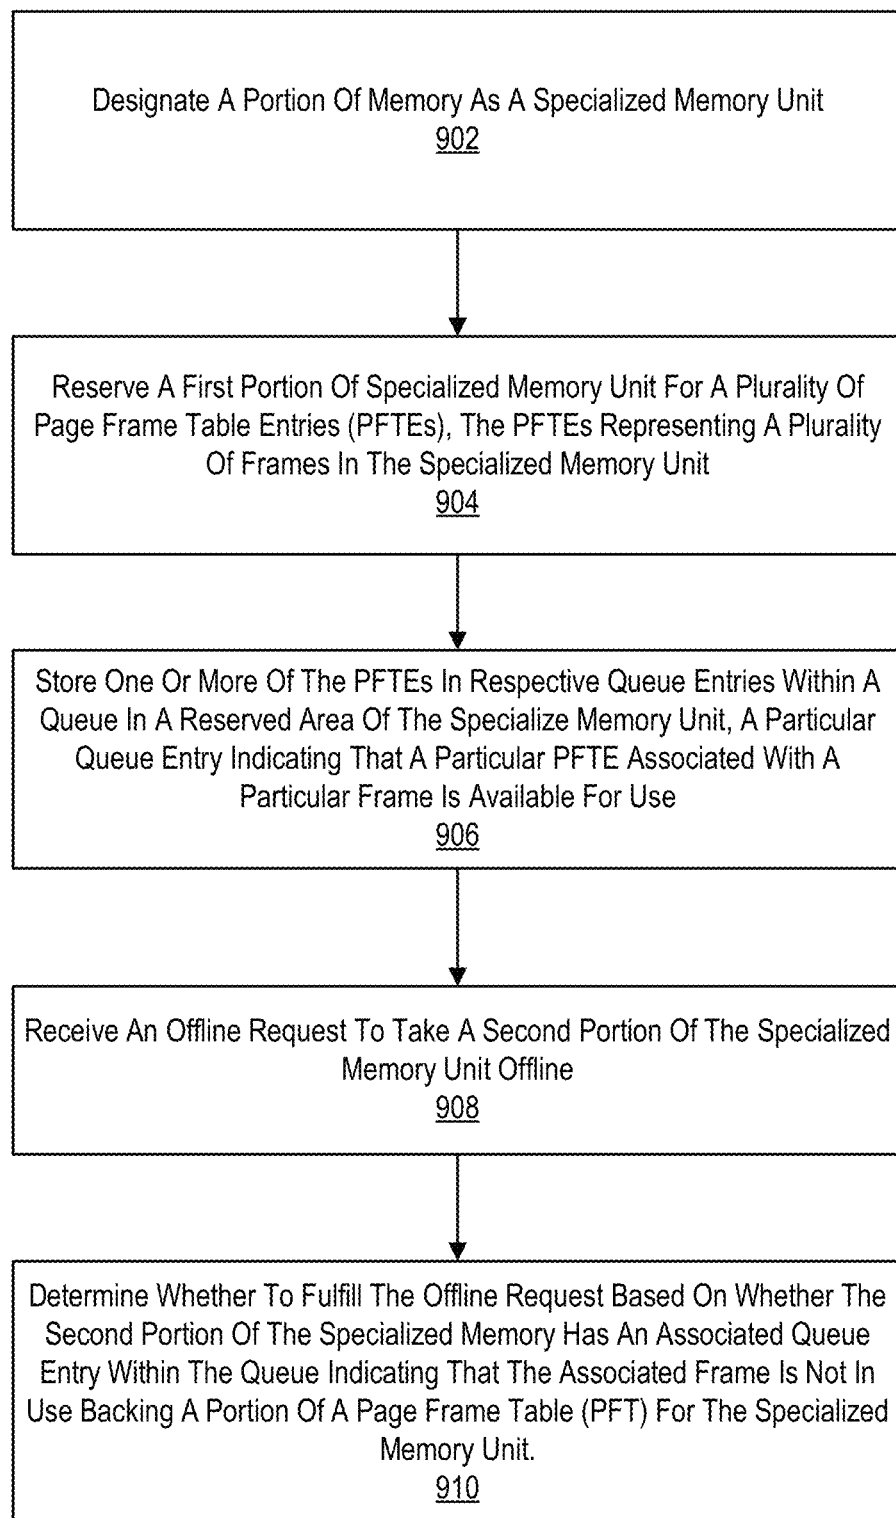 Designate A Portion Of Memory As A Specialized Memory Unit
902
Reserve A First Portion Of Specialized Memory Unit For A Plurality Of
Page Frame Table Entries (PFTEs), The PFTEs Representing A Plurality
Of Frames In The Specialized Memory Unit
904
Store One Or More Of The PFTEs In Respective Queue Entries Within A
Queue In A Reserved Area Of The Specialize Memory Unit, A Particular
Queue Entry Indicating That A Particular PFTE Associated With A
Particular Frame Is Available For Use
906
Receive An Offline Request To Take A Second Portion Of The Specialized
Memory Unit Offline
908
Determine Whether To Fulfill The Offline Request Based On Whether The
Second Portion Of The Specialized Memory Has An Associated Queue
Entry Within The Queue Indicating That The Associated Frame Is Not In
Use Backing A Portion Of A Page Frame Table (PFT) For The Specialized
Memory Unit.
910